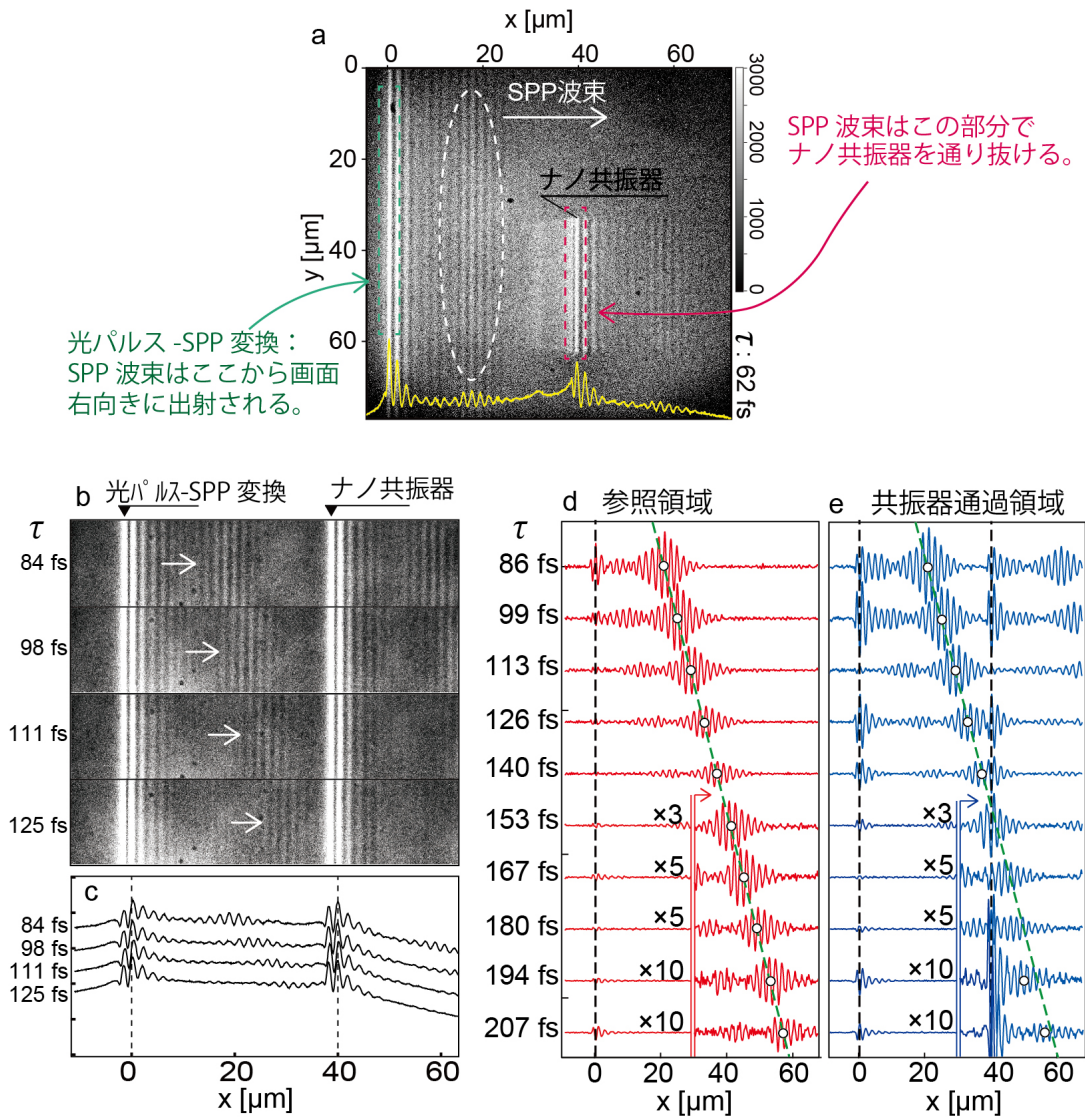 x [µm]
a
0
20
40
60
0
20
40
60
y [µm]
SPP波束
ナノ共振器
3000
2000
1000
0
τ : 62 fs
SPP 波束はこの部分で
ナノ共振器を通り抜ける。
光パルス -SPP 変換：
SPP 波束はここから画面
右向きに出射される。
b
光パルス-SPP 変換
ナノ共振器
τ
84 fs
98 fs
111 fs
125 fs
c
84 fs
98 fs
111 fs
125 fs
0
20
40
60
x [µm]
d
参照領域
τ
86 fs
99 fs
113 fs
126 fs
140 fs
153 fs
167 fs
180 fs
194 fs
207 fs
×3
×5
×5
×10
×10
0
20
40
60
x [µm]
e
共振器通過領域
×3
×5
×5
×10
×10
0
20
40
60
x [µm]